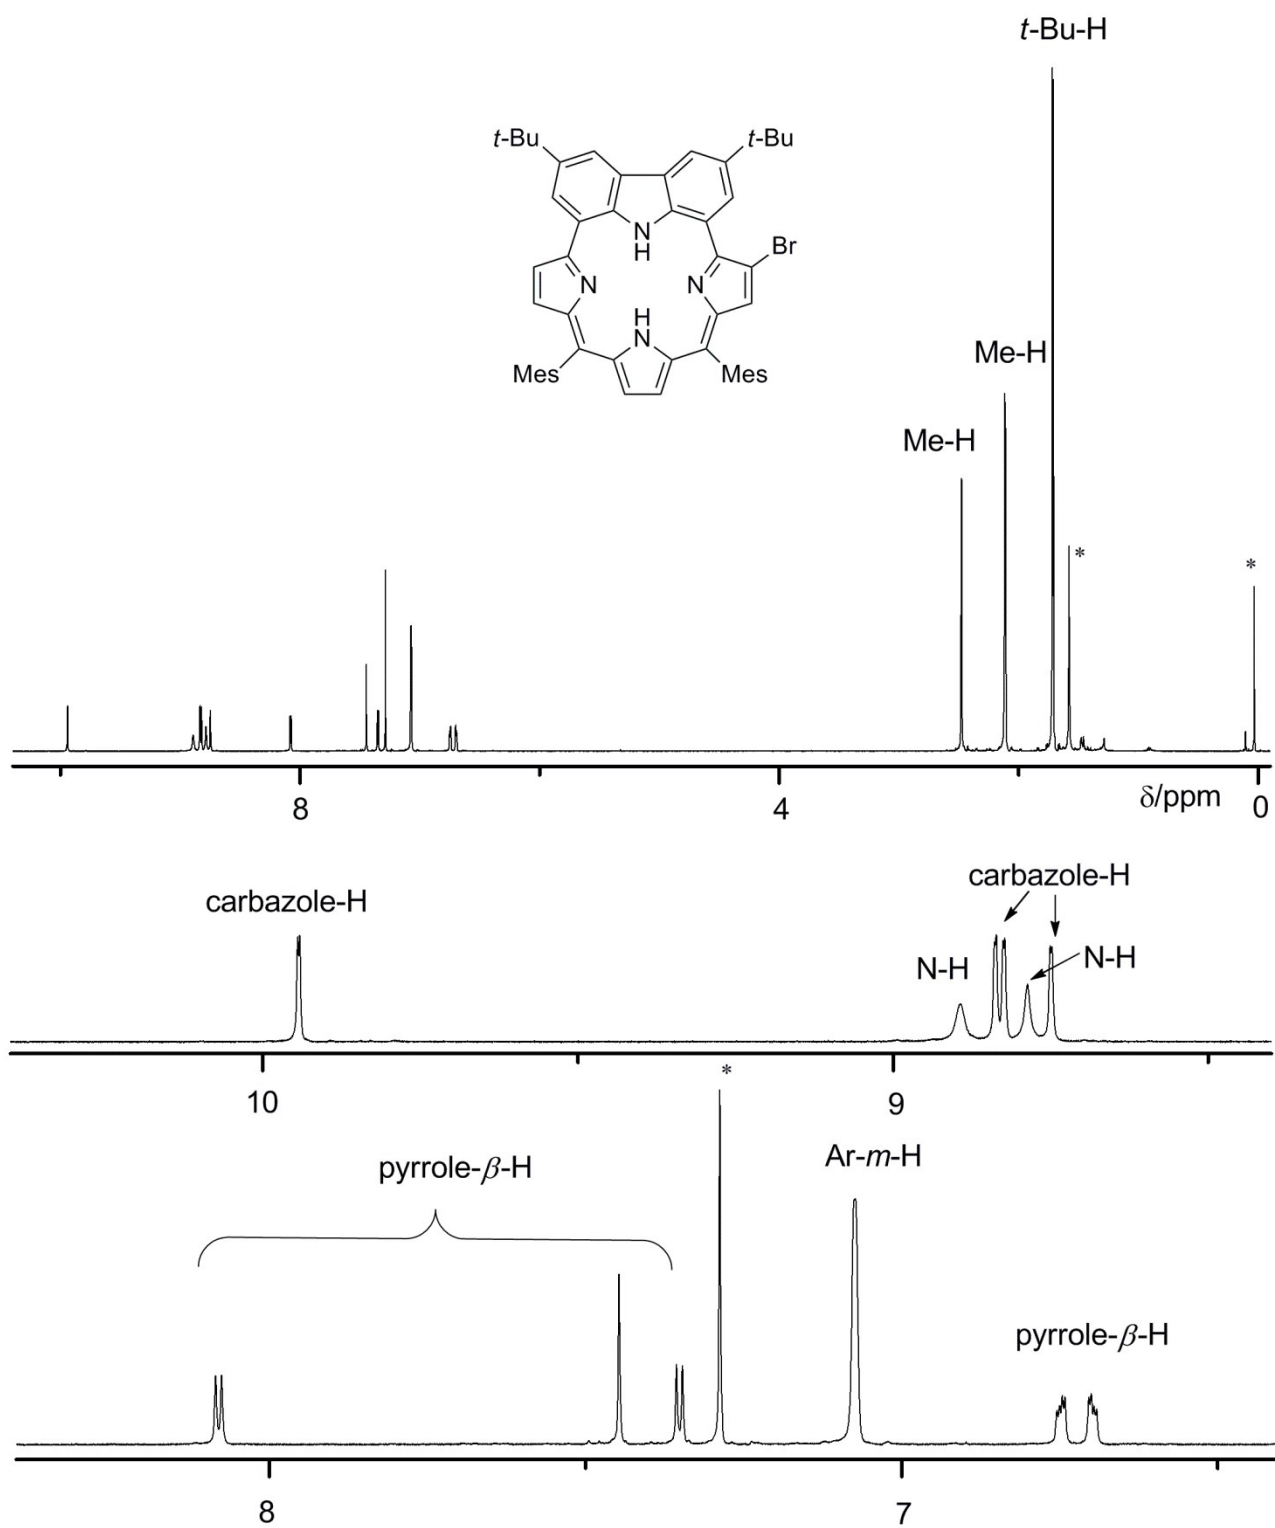 t-Bu-H
t-Bu
t-Bu
N
H
Br
N
N
H
N
Mes
Mes
Me-H
Me-H
*
*
8
4
δ/ppm
0
carbazole-H
carbazole-H
N-H
N-H
10
9
*
pyrrole-β-H
Ar-m-H
pyrrole-β-H
8
7